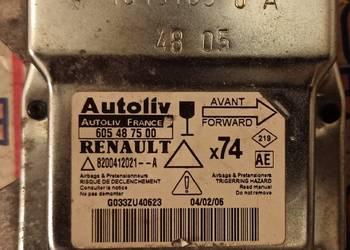 48 05
Autoliv
AUTOLIV FRANCE
605 48 75 00
AVANT
FORWARD
RENAULT
x74
219
AE
8200412021--A
Airbags & Pretensionneurs
RISQUE DE DECLENCHEMENT
Consulter la notice
Ne pas demonter
Airbags & Pretensioners
TRIGERRING HAZARD
Read manual
Do not remove
G033ZU40623
04/02/06